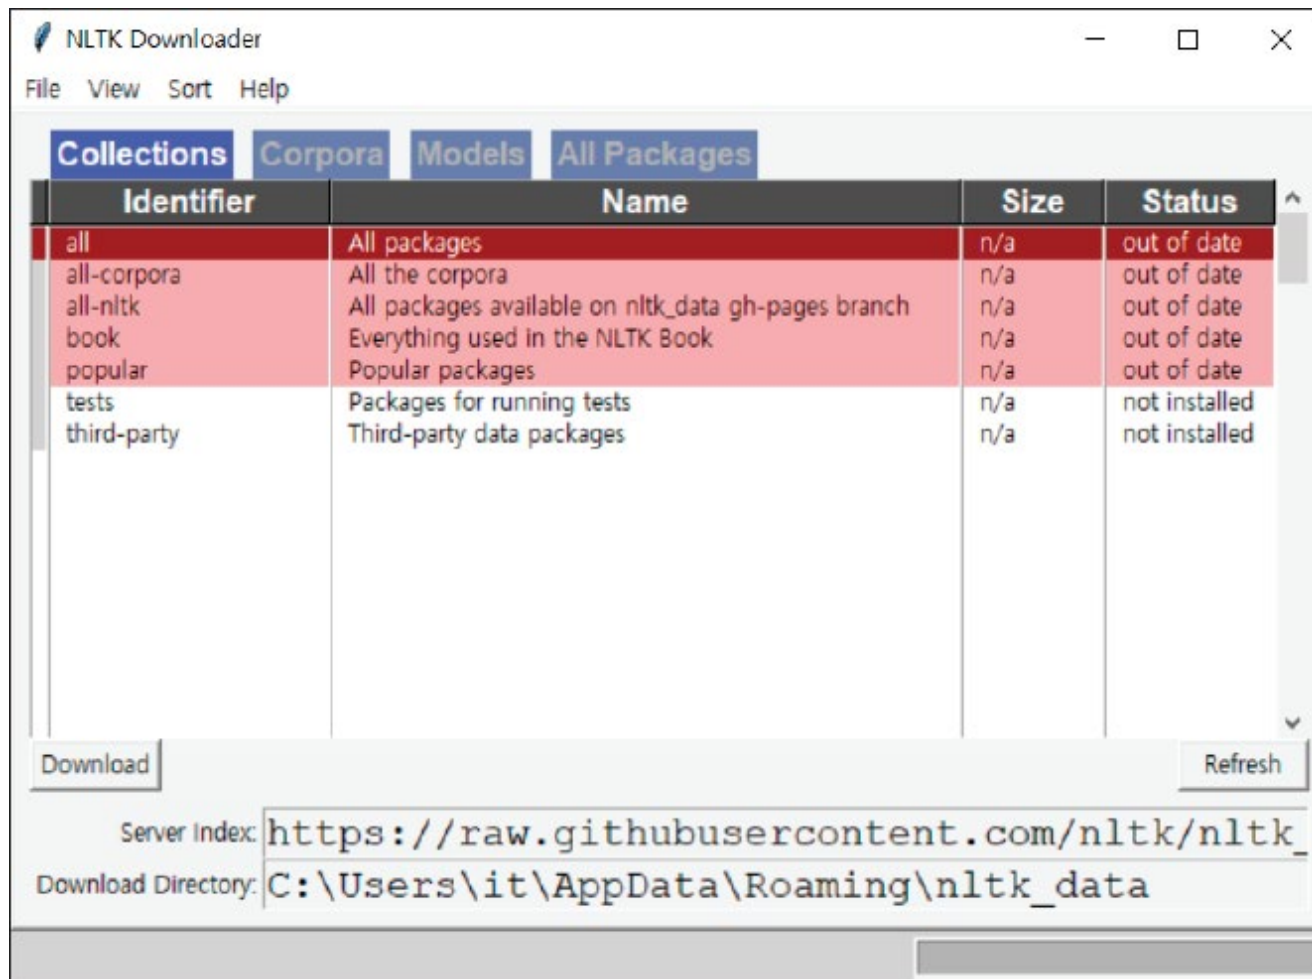 NLTK Downloader
File View Sort Help
Collections Corpora Models All Packages
Identifier Name Size Status
all All packages n/a out of date
all-corpora All the corpora n/a out of date
all-nltk All packages available on nltk_data gh-pages branch n/a out of date
book Everything used in the NLTK Book n/a out of date
popular Popular packages n/a out of date
tests Packages for running tests n/a not installed
third-party Third-party data packages n/a not installed
Download Refresh
Server Index: https://raw.githubusercontent.com/nltk/nltk_
Download Directory: C:\Users\it\AppData\Roaming\nltk_data